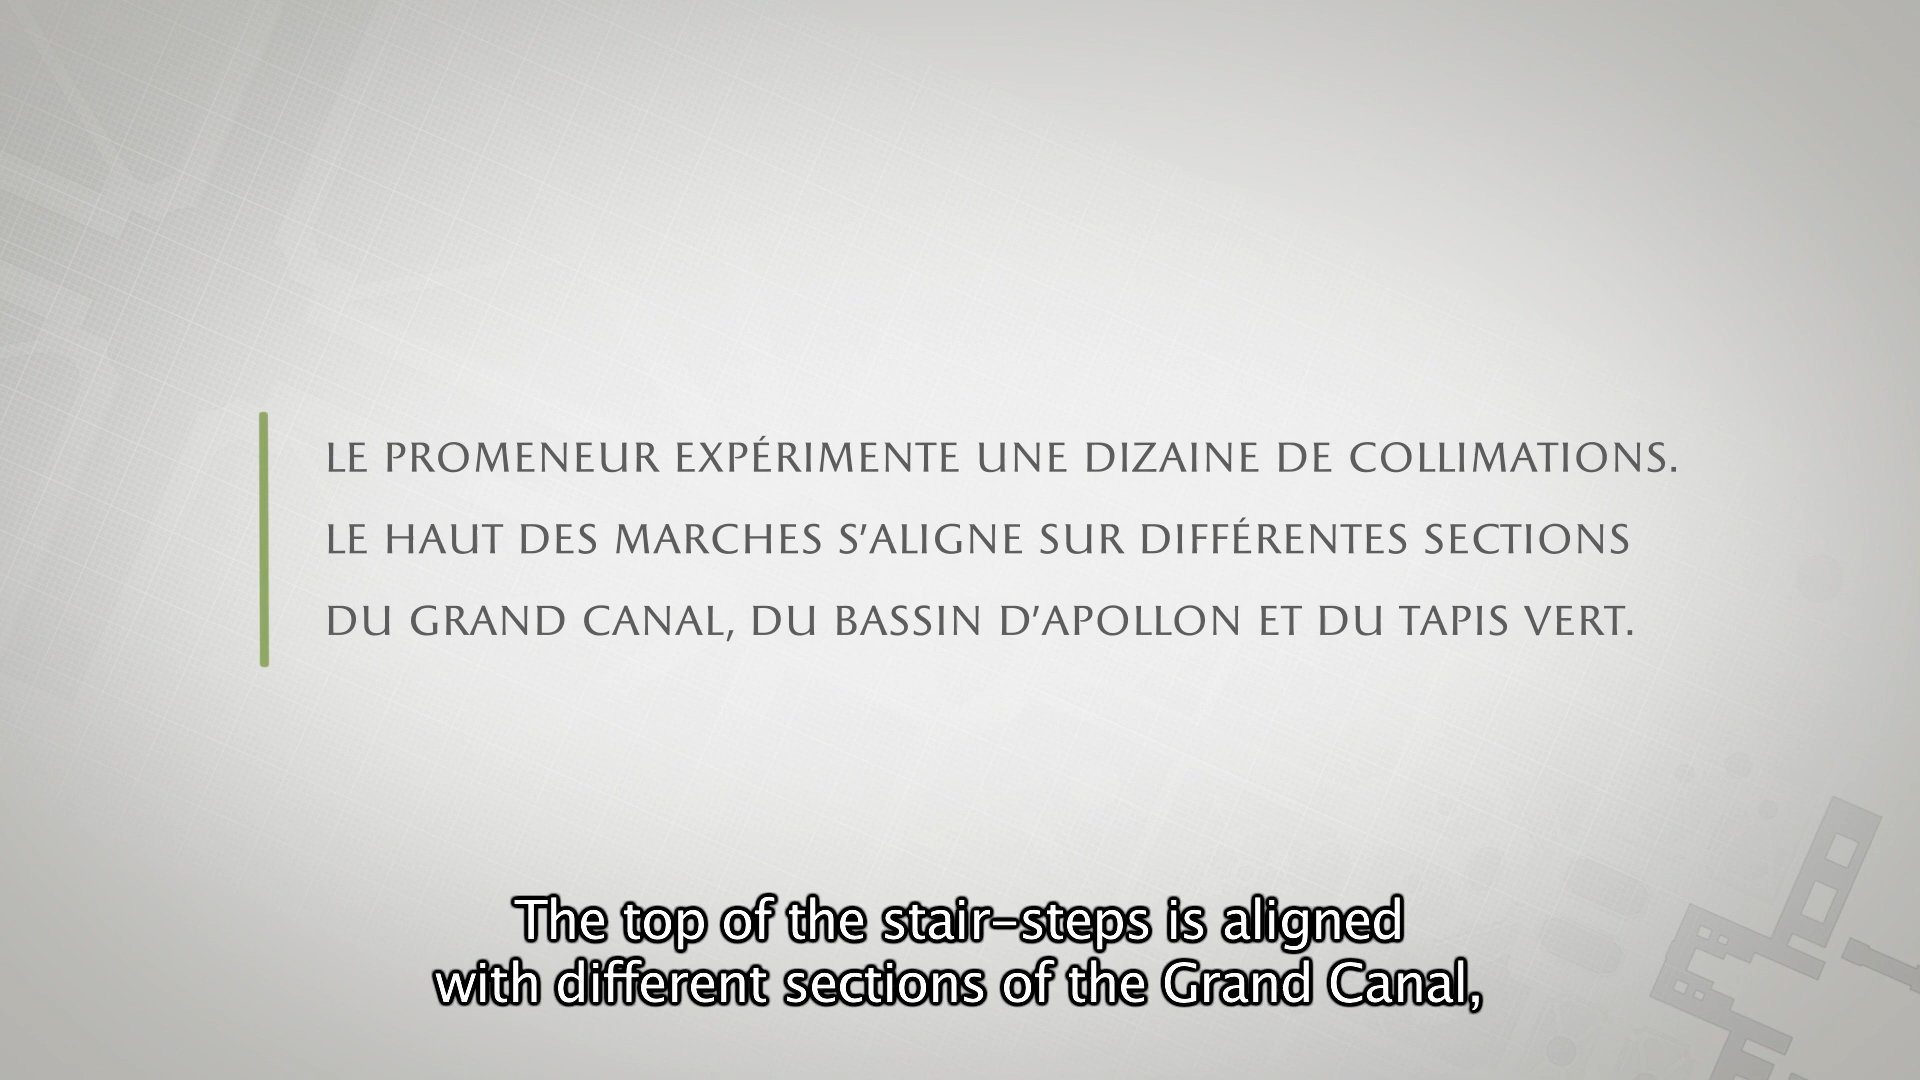 LE PROMENEUR EXPÉRIMENTE UNE DIZAINE DE COLLIMATIONS.
LE HAUT DES MARCHES S'ALIGNE SUR DIFFÉRENTES SECTIONS
DU GRAND CANAL, DU BASSIN D'APOLLON ET DU TAPIS VERT.
The top of the stair-steps is aligned
with different sections of the Grand Canal,